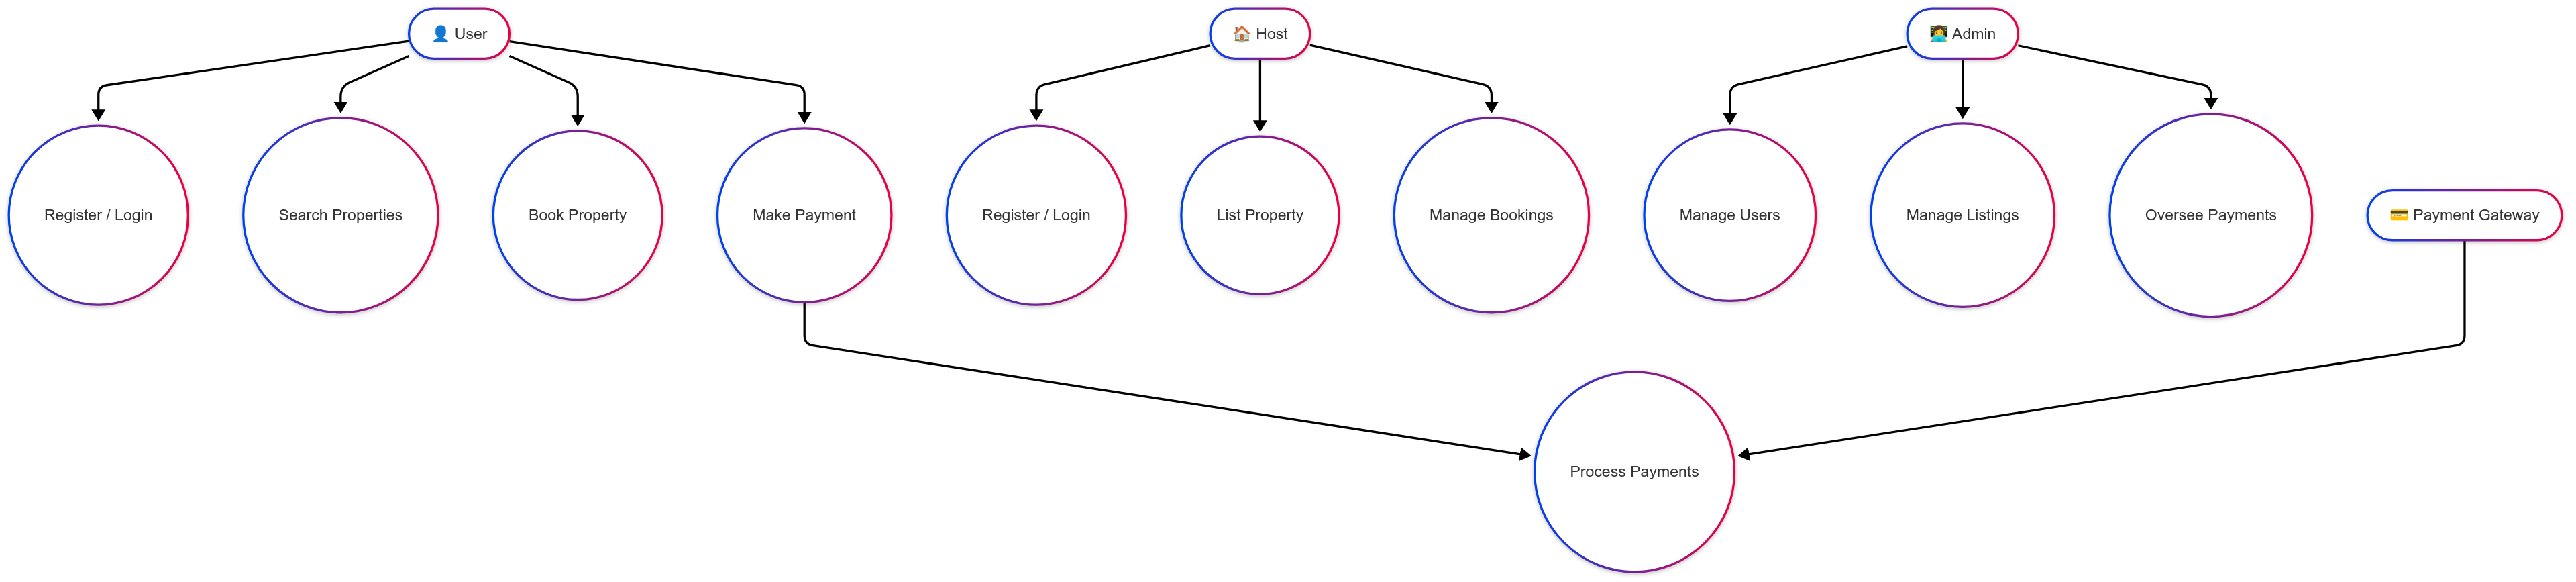 👤 User
🏠 Host
👩‍💻 Admin
Register / Login
Search Properties
Book Property
Make Payment
Register / Login
List Property
Manage Bookings
Manage Users
Manage Listings
Oversee Payments
💳 Payment Gateway
Process Payments